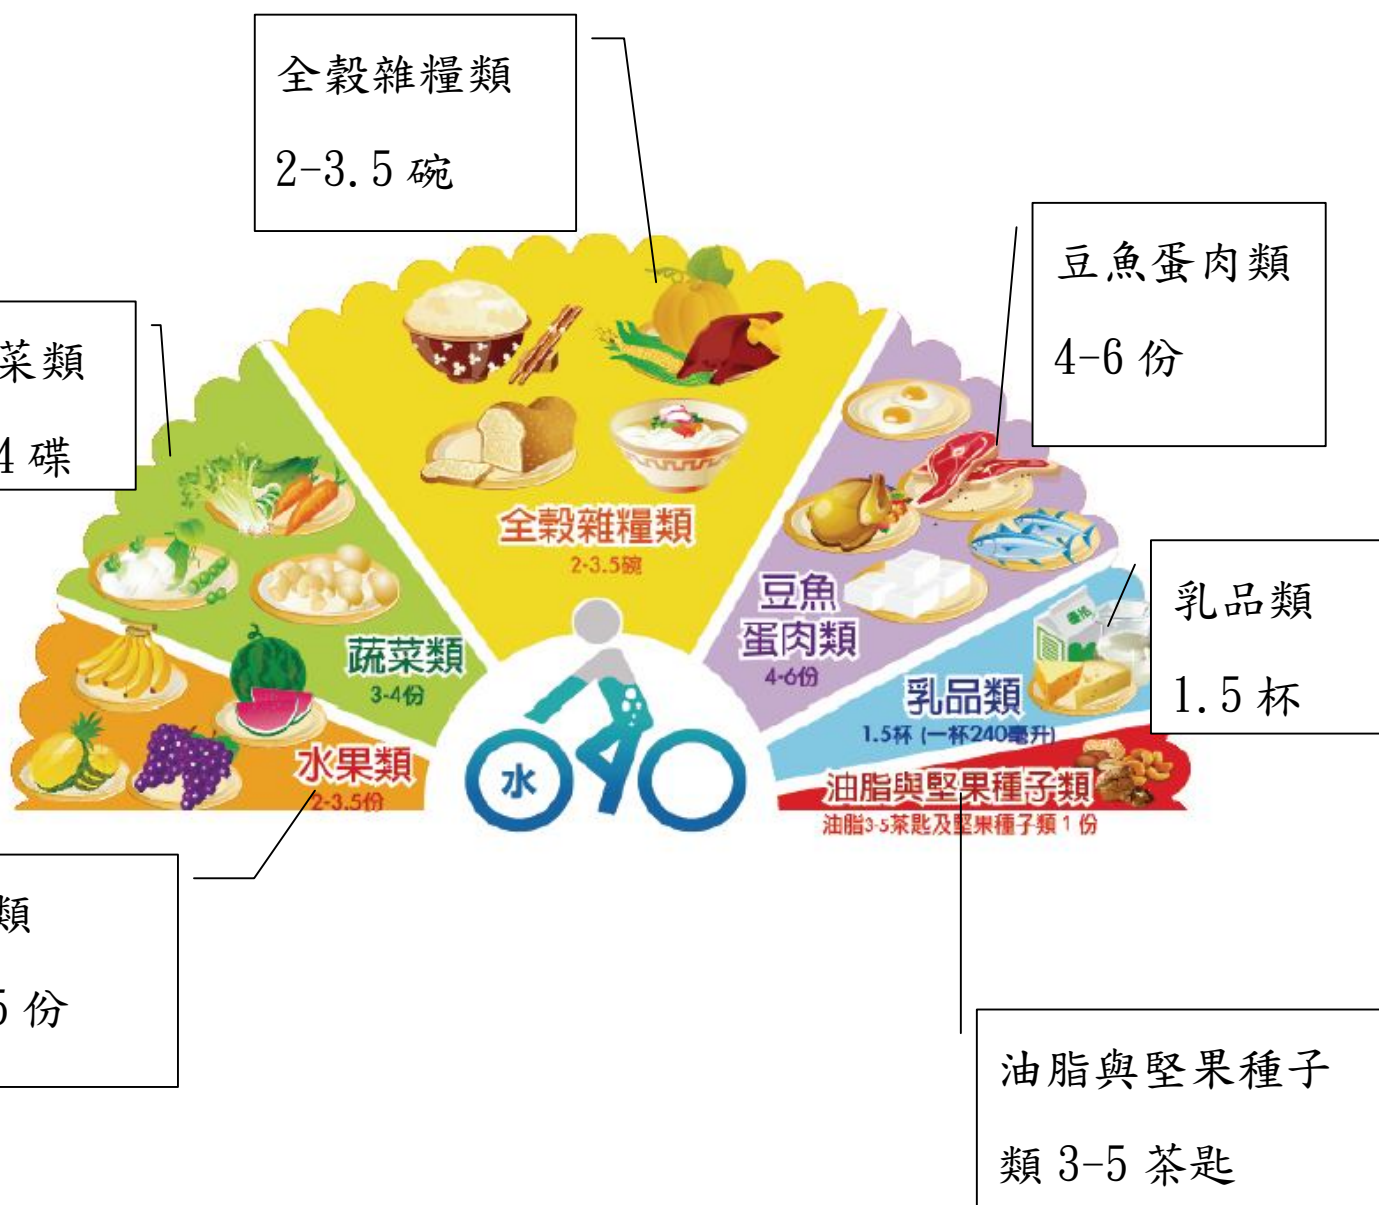 全穀雜糧類
2-3.5碗
豆魚蛋肉類
4-6份
菜類
4碟
全穀雜糧類
2-3.5碗
豆魚
蛋肉類
4-6份
蔬菜類
3-4份
乳品類
1.5杯 (一杯240毫升)
乳品類
1.5杯
水果類
2-3.5份
水
油脂與堅果種子類
油脂3-5茶匙及堅果種子類1份
類
5份
油脂與堅果種子
類 3-5 茶匙